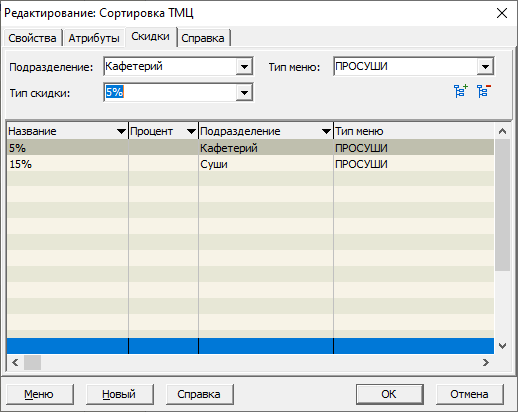 Редактирование: Сортировка ТМЦ
Свойства Атрибуты Скидки Справка
Подразделение: Кафетерий Тип меню: ПРОСУШИ
Тип скидки: 5%
Название Процент Подразделение Тип меню
5% Кафетерий ПРОСУШИ
15% Суши ПРОСУШИ
Меню Новый Справка ОК Отмена